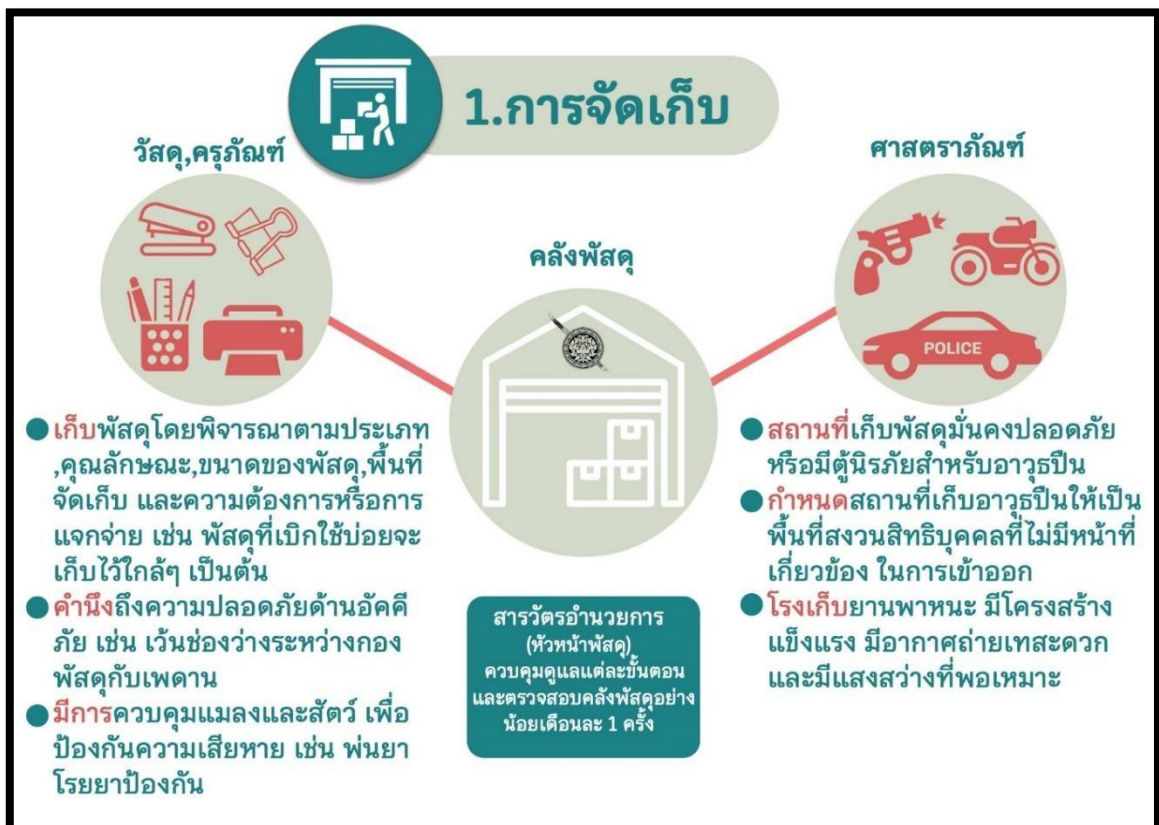 1.การจัดเก็บ
วัสดุ,ครุภัณฑ์
ศาสตราภัณฑ์
คลังพัสดุ
POLICE
เก็บพัสดุโดยพิจารณาตามประเภท
,คุณลักษณะ,ขนาดของพัสดุ,พื้นที่
จัดเก็บ และความต้องการหรือการ
แจกจ่าย เช่น พัสดุที่เบิกใช้บ่อยจะ
เก็บไว้ใกล้ๆ เป็นต้น
คำนึงถึงความปลอดภัยด้านอัคคี
ภัย เช่น เว้นช่องว่างระหว่างกอง
พัสดุกับเพดาน
มีการควบคุมแมลงและสัตว์ เพื่อ
ป้องกันความเสียหาย เช่น พ่นยา
โรยยาป้องกัน
สารวัตรอำนวยการ
(หัวหน้าพัสดุ)
ควบคุมดูแลแต่ละขั้นตอน
และตรวจสอบคลังพัสดุอย่าง
น้อยเดือนละ 1 ครั้ง
สถานที่เก็บพัสดุมั่นคงปลอดภัย
หรือมีตู้นิรภัยสำหรับอาวุธปืน
กำหนดสถานที่เก็บอาวุธปืนให้เป็น
พื้นที่สงวนสิทธิบุคคลที่ไม่มีหน้าที่
เกี่ยวข้อง ในการเข้าออก
โรงเก็บยานพาหนะ มีโครงสร้าง
แข็งแรง มีอากาศถ่ายเทสะดวก
และมีแสงสว่างที่พอเหมาะ